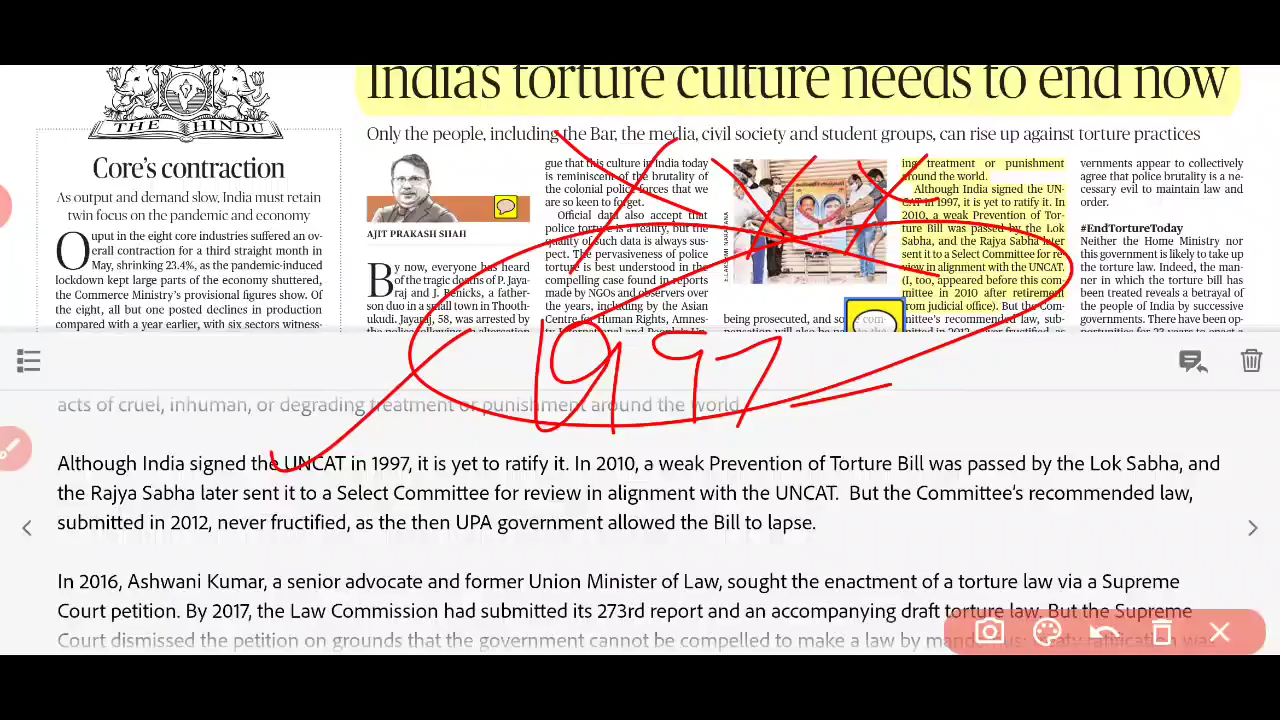 India's torture culture needs to end now
THE HINDU
Only the people, including the Bar, the media, civil society and student groups, can rise up against torture practices
Core's contraction
As output and demand slow, India must retain
twin focus on the pandemic and economy
Ouput in the eight core industries suffered an ov-
erall contraction for a third straight month in
May, shrinking 23.4%, as the pandemic-induced
lockdown kept large parts of the economy shuttered,
the Commerce Ministry's provisional figures show. Of
the eight, all but one posted declines in production
compared with a year earlier, with six sectors witness-
AJIT PRAKASH SHAH
By now, everyone has heard
of the tragic deaths of P. Jaya-
raj and J. Benicks, a father-
son duo in a small town in Thooth-
ukudi. Jayaraj, 58, was arrested by
gue that this culture in India today
is reminiscent of the brutality of
the colonial police forces that we
are so keen to forget.
Official data also accept that
police torture is a reality, but the
quality of such data is always sus-
pect. The pervasiveness of police
torture is best understood in the
compelling case found in reports
made by NGOs and observers over
the years, including by the Asian
Centre for Human Rights, Amnes-
being prosecuted, and so
ing treatment or punishment
around the world.
Although India signed the UN-
CAT in 1997, it is yet to ratify it. In
2010, a weak Prevention of Tor-
ture Bill was passed by the Lok
Sabha, and the Rajya Sabha later
sent it to a Select Committee for re-
view in alignment with the UNCAT.
(I, too, appeared before this com-
mittee in 2010 after retirement
from judicial office). But the Com-
mittee's recommended law, sub-
mitted in 2012, never fructified, as
vernments appear to collectively
agree that police brutality is a ne-
cessary evil to maintain law and
order.
#EndTortureToday
Neither the Home Ministry nor
this government is likely to take up
the torture law. Indeed, the man-
ner in which the torture bill has
been treated reveals a betrayal of
the people of India by successive
governments. There have been op-
1997
acts of cruel, inhuman, or degrading treatment or punishment around the world.
Although India signed the UNCAT in 1997, it is yet to ratify it. In 2010, a weak Prevention of Torture Bill was passed by the Lok Sabha, and
the Rajya Sabha later sent it to a Select Committee for review in alignment with the UNCAT. But the Committee's recommended law,
submitted in 2012, never fructified, as the then UPA government allowed the Bill to lapse.
In 2016, Ashwani Kumar, a senior advocate and former Union Minister of Law, sought the enactment of a torture law via a Supreme
Court petition. By 2017, the Law Commission had submitted its 273rd report and an accompanying draft torture law. But the Supreme
Court dismissed the petition on grounds that the government cannot be compelled to make a law by